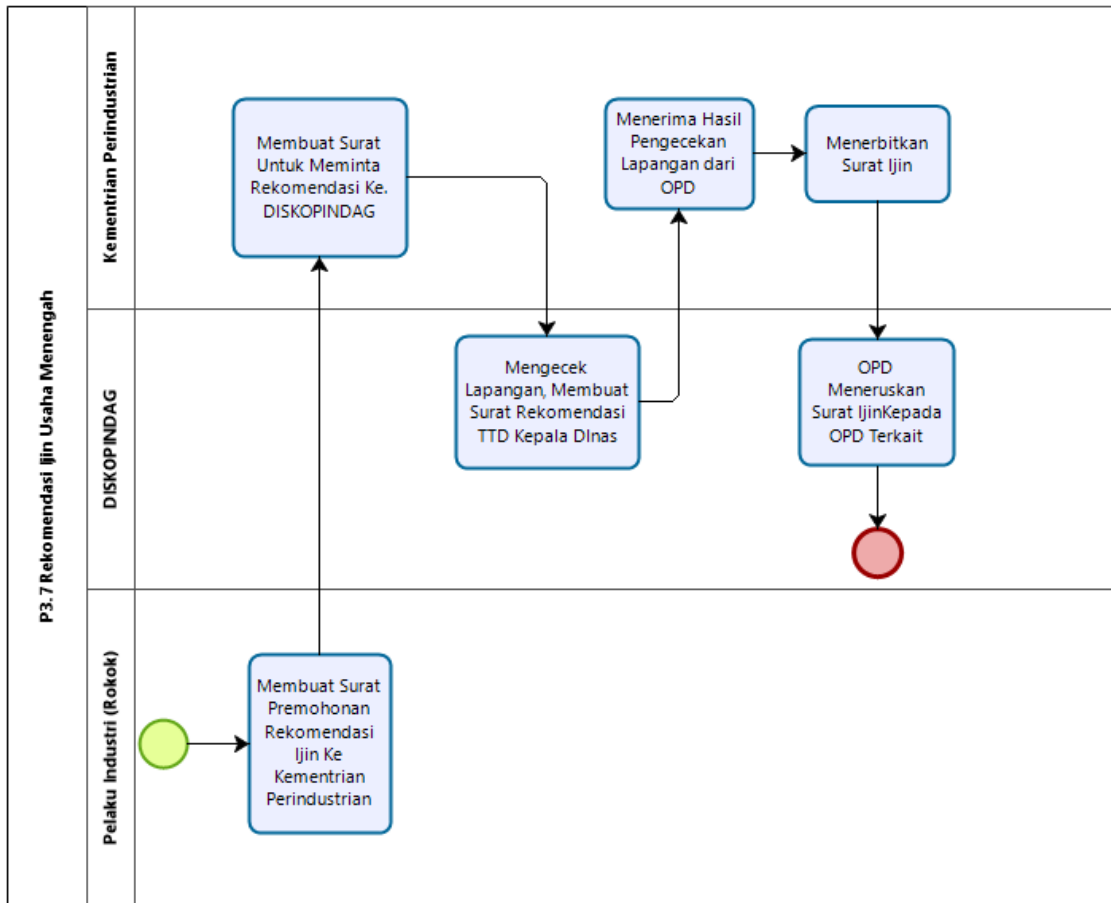 P3.7 Rekomendasi Ijin Usaha Menengah
Kementrian Perindustrian
Membuat Surat
Untuk Meminta
Rekomendasi Ke.
DISKOPINDAG
Menerima Hasil
Pengecekan
Lapangan dari
OPD
Menerbitkan
Surat Ijin
DISKOPINDAG
Mengecek
Lapangan, Membuat
Surat Rekomendasi
TTD Kepala DInas
OPD
Meneruskan
Surat IjinKepada
OPD Terkait
Pelaku Industri (Rokok)
Membuat Surat
Premohonan
Rekomendasi
Ijin Ke
Kementrian
Perindustrian